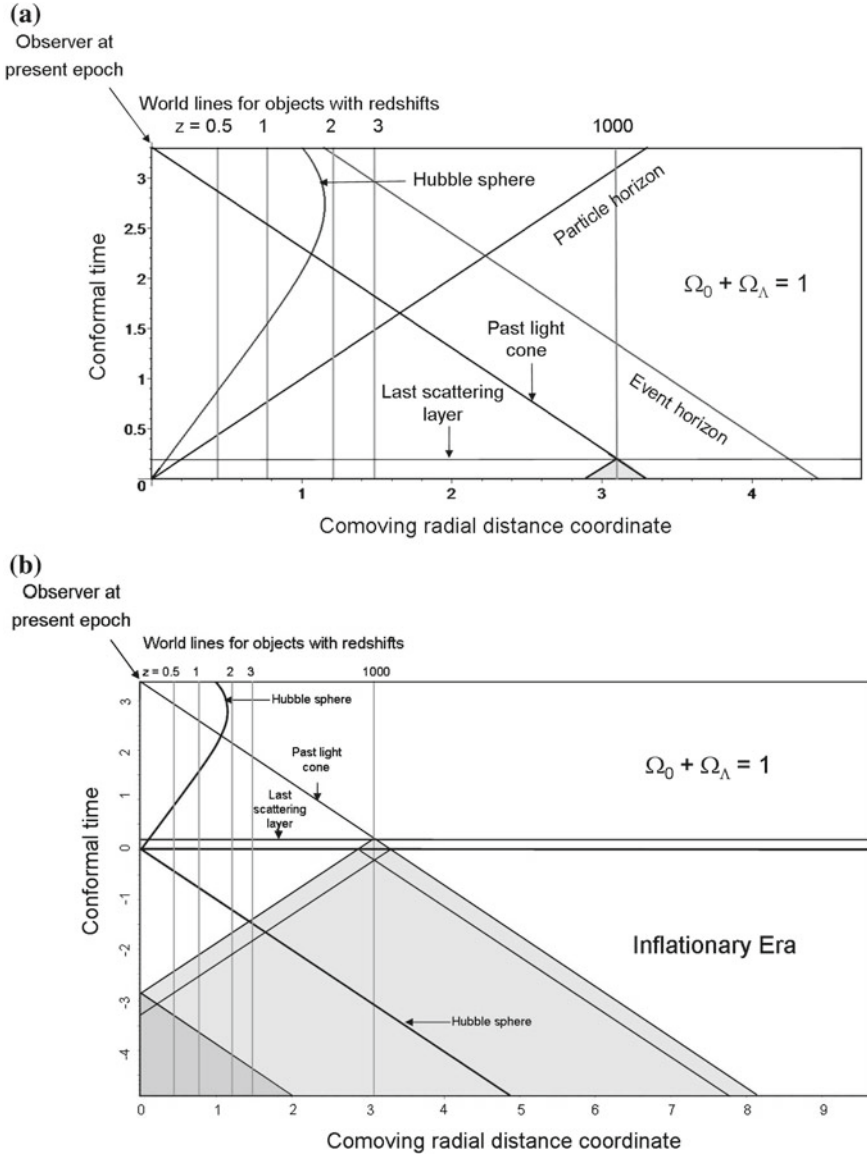 (a)
Observer at
present epoch
World lines for objects with redshifts
z = 0.5 1 2 3 1000
Hubble sphere
Particle horizon
Ω₀ + Ω_Λ = 1
Past light
cone
Last scattering
layer
Event horizon
Conformal time
3
2.5
2
1.5
1
0.5
0
0 1 2 3 4
Comoving radial distance coordinate
(b)
Observer at
present epoch
World lines for objects with redshifts
z = 0.5 1 2 3 1000
Hubble sphere
Past light
cone
Ω₀ + Ω_Λ = 1
Last
scattering
layer
Conformal time
3
2
1
0
-1
-2
-3
-4
Inflationary Era
Hubble sphere
0 1 2 3 4 5 6 7 8 9
Comoving radial distance coordinate